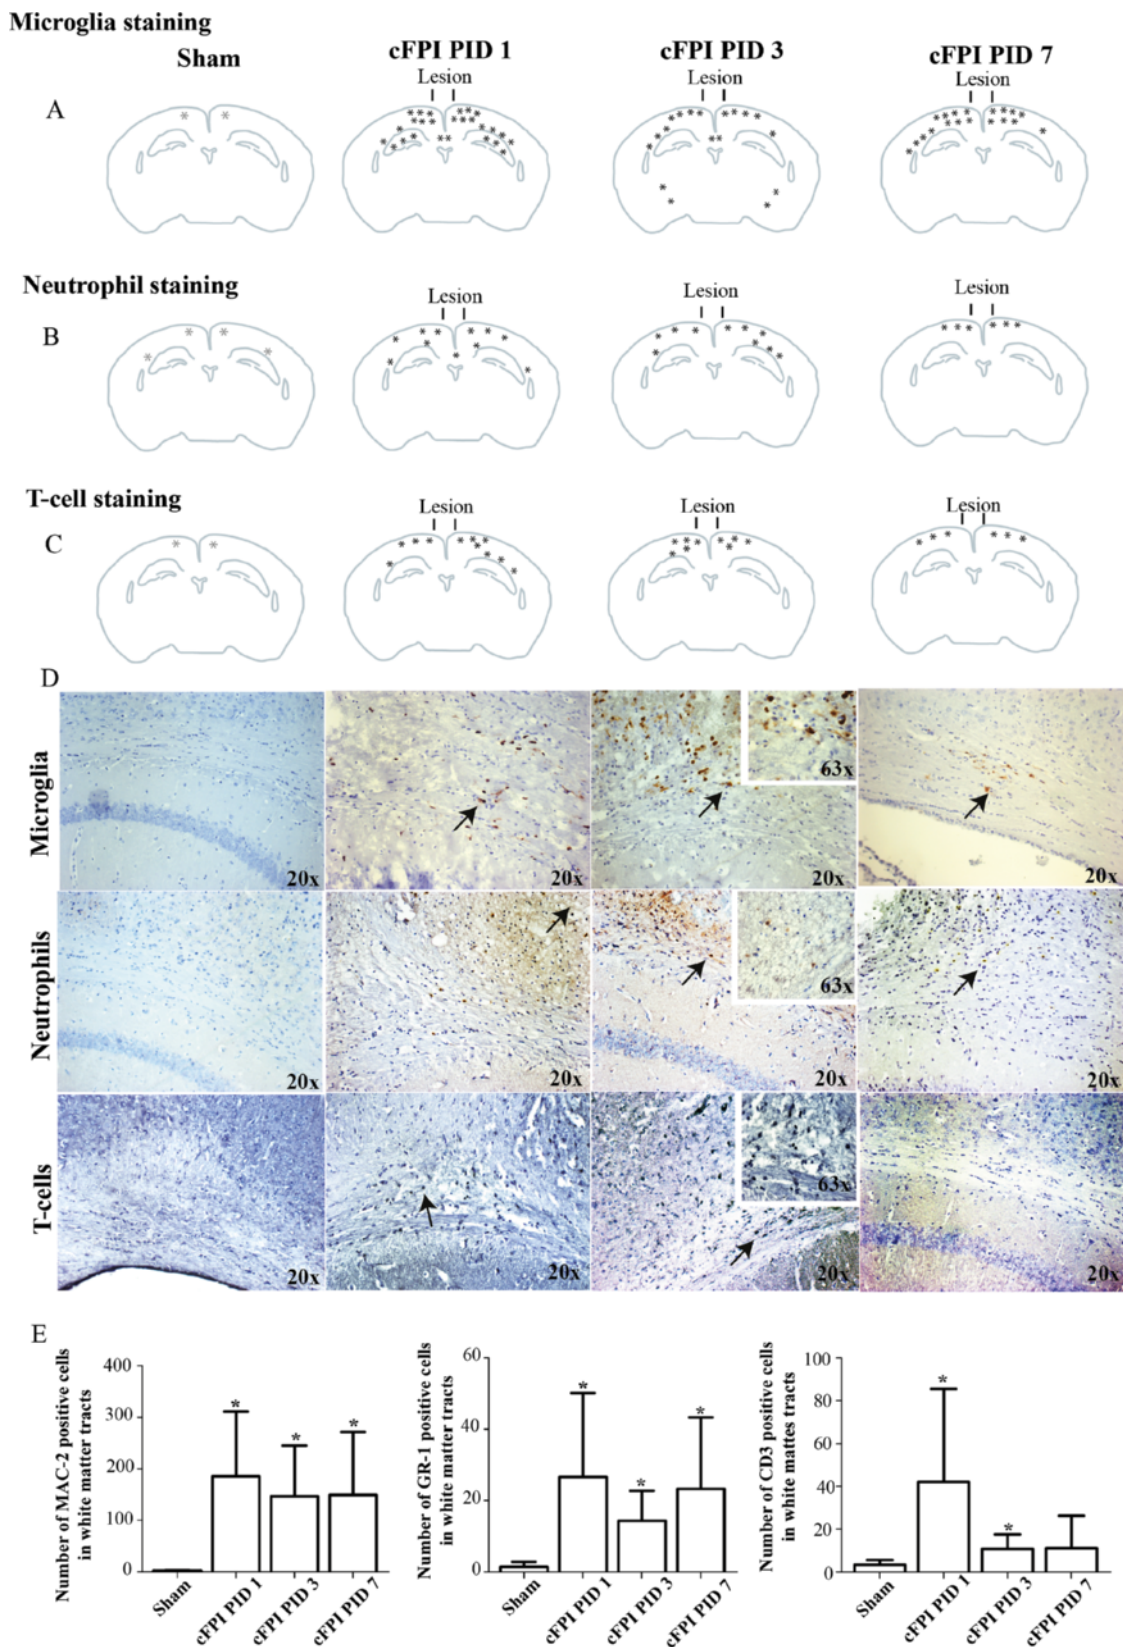 Microglia staining
Sham
cFPI PID 1
cFPI PID 3
cFPI PID 7
Lesion
Lesion
Lesion
A
Neutrophil staining
Lesion
Lesion
Lesion
B
T-cell staining
Lesion
Lesion
Lesion
C
D
Microglia
20x
20x
63x
20x
20x
Neutrophils
20x
20x
63x
20x
20x
T-cells
20x
20x
63x
20x
20x
E
Number of MAC-2 positive cells
in white matter tracts
400
300
200
100
0
Sham
cFPI PID 1
cFPI PID 3
cFPI PID 7
* * *
Number of GR-1 positive cells
in white matter tracts
60
40
20
0
Sham
cFPI PID 1
cFPI PID 3
cFPI PID 7
* * *
Number of CD3 positive cells
in white mattes tracts
100
80
60
40
20
0
Sham
cFPI PID 1
cFPI PID 3
cFPI PID 7
* *